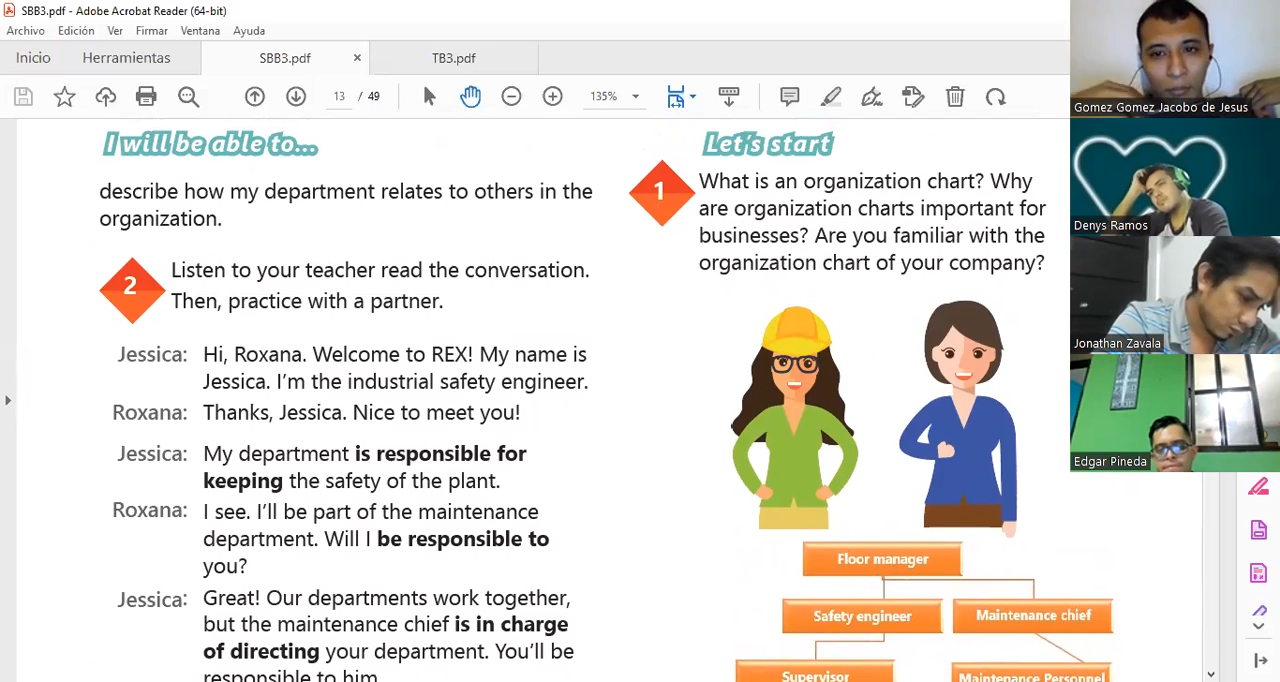 SBB3.pdf - Adobe Acrobat Reader (64-bit)
Archivo Edición Ver Firmar Ventana Ayuda
Inicio Herramientas SBB3.pdf × TB3.pdf
13 / 49 135%
I will be able to...
describe how my department relates to others in the
organization.
2
Listen to your teacher read the conversation.
Then, practice with a partner.
Jessica: Hi, Roxana. Welcome to REX! My name is
Jessica. I'm the industrial safety engineer.
Roxana: Thanks, Jessica. Nice to meet you!
Jessica: My department is responsible for
keeping the safety of the plant.
Roxana: I see. I'll be part of the maintenance
department. Will I be responsible to
you?
Jessica: Great! Our departments work together,
but the maintenance chief is in charge
of directing your department. You'll be
responsible to him
Let's start
1
What is an organization chart? Why
are organization charts important for
businesses? Are you familiar with the
organization chart of your company?
Floor manager
Safety engineer Maintenance chief
Supervisor Maintenance Personnel
Gomez Gomez Jacobo de Jesus
Denys Ramos
Jonathan Zavala
Edgar Pineda